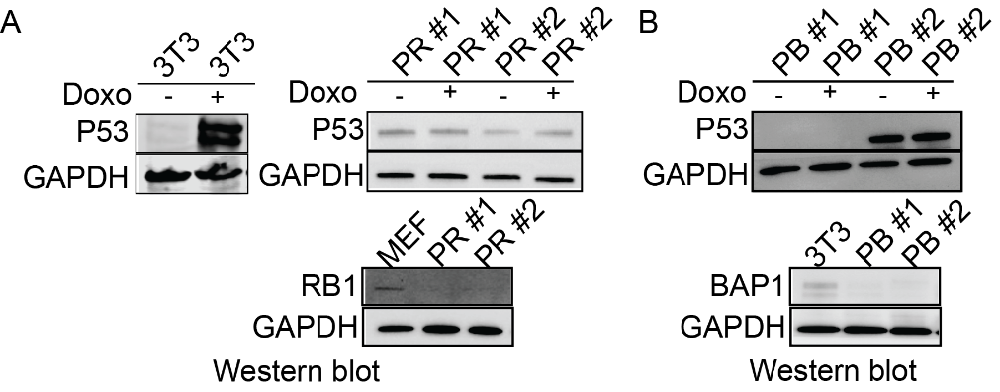 A
3T3 3T3
Doxo - +
P53
GAPDH
PR #1 PR #1 PR #2 PR #2
Doxo - + - +
P53
GAPDH
MEF PR #1 PR #2
RB1
GAPDH
Western blot
B
PB #1 PB #1 PB #2 PB #2
Doxo - + - +
P53
GAPDH
3T3 PB #1 PB #2
BAP1
GAPDH
Western blot